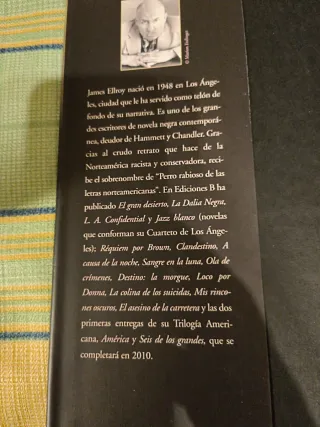 © Marion Ettlinger
James Ellroy nació en 1948 en Los Ánge-
les, ciudad que le ha servido como telón de
fondo de su narrativa. Es uno de los gran-
des escritores de novela negra contemporá-
nea, deudor de Hammett y Chandler. Gra-
cias al crudo retrato que hace de la
Norteamérica racista y conservadora, reci-
be el sobrenombre de "Perro rabioso de las
letras norteamericanas". En Ediciones B ha
publicado El gran desierto, La Dalia Negra,
L. A. Confidential y Jazz blanco (novelas
que conforman su Cuarteto de Los Ánge-
les); Réquiem por Brown, Clandestino, A
causa de la noche, Sangre en la luna, Ola de
crímenes, Destino: la morgue, Loco por
Donna, La colina de los suicidas, Mis rinco-
nes oscuros, El asesino de la carretera y las dos
primeras entregas de su Trilogía Ameri-
cana, América y Seis de los grandes, que se
completará en 2010.